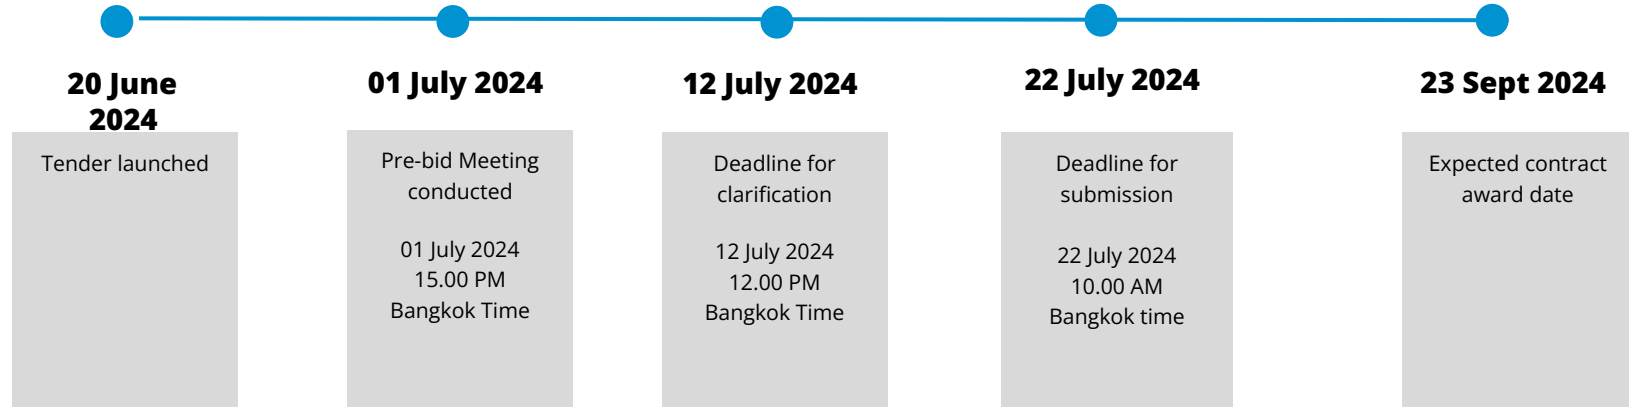 20 June
2024
Tender launched
01 July 2024
Pre-bid Meeting
conducted
01 July 2024
15.00 PM
Bangkok Time
12 July 2024
Deadline for
clarification
12 July 2024
12.00 PM
Bangkok Time
22 July 2024
Deadline for
submission
22 July 2024
10.00 AM
Bangkok time
23 Sept 2024
Expected contract
award date